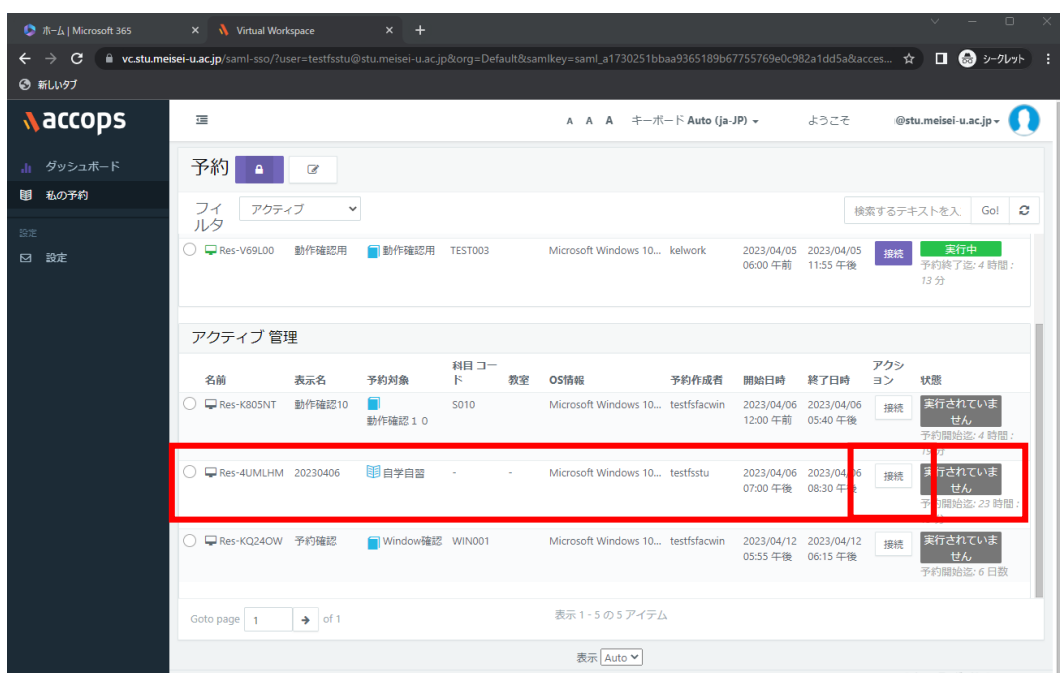 ホーム | Microsoft 365
Virtual Workspace
vc.stu.meisei-u.ac.jp/saml-sso/?user=testfsstu@stu.meisei-u.ac.jp&org=Default&samlkey=saml_a1730251bbaa9365189b67755769e0c982a1dd5a&acces...
シークレット
新しいタブ
accops
A A A キーボード Auto (ja-JP) ようこそ @stu.meisei-u.ac.jp
ダッシュボード
私の予約
設定
設定
予約
フィルタ アクティブ 検索するテキストを入 Go!
Res-V69L00 動作確認用 動作確認用 TEST003 Microsoft Windows 10... kelwork 2023/04/05 2023/04/05 接続 実行中
06:00 午前 11:55 午後 予約終了迄: 4 時間 :
13 分
アクティブ 管理
名前 表示名 予約対象 科目 コード 教室 OS情報 予約作成者 開始日時 終了日時 アクション 状態
Res-K805NT 動作確認10 動作確認１０ S010 Microsoft Windows 10... testfsfacwin 2023/04/06 2023/04/06 接続 実行されていません
12:00 午前 05:40 午後
予約開始迄: 4 時間 :
Res-4UMLHM 20230406 自学自習 - - Microsoft Windows 10... testfsstu 2023/04/06 2023/04/06 接続 実行されていません
07:00 午後 08:30 午後
予約開始迄: 23 時間 :
Res-KQ24OW 予約確認 Window確認 WIN001 Microsoft Windows 10... testfsfacwin 2023/04/12 2023/04/12 接続 実行されていません
05:55 午後 06:15 午後
予約開始迄: 6 日数
Goto page 1 of 1 表示 1 - 5 の 5 アイテム
表示 Auto